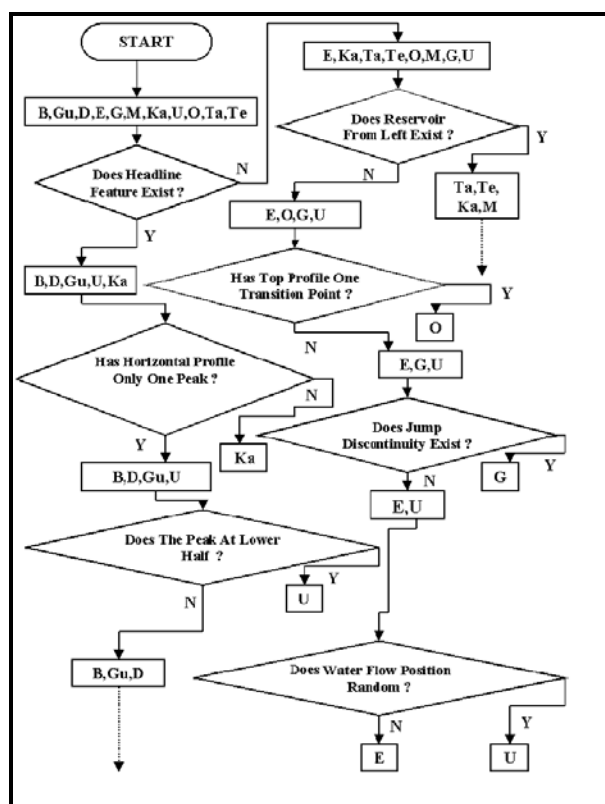 START
B,Gu,D,E,G,M,Ka,U,O,Ta,Te
Does Headline
Feature Exist ?
N
Y
B,D,Gu,U,Ka
Has Horizontal Profile
Only One Peak ?
N
Ka
Y
B,D,Gu,U
Does The Peak At Lower
Half ?
Y
U
N
B,Gu,D
E,Ka,Ta,Te,O,M,G,U
Does Reservoir
From Left Exist ?
Y
Ta,Te,
Ka,M
N
E,O,G,U
Has Top Profile One
Transition Point ?
Y
O
N
E,G,U
Does Jump
Discontinuity Exist ?
Y
G
N
E,U
Does Water Flow Position
Random ?
N
E
Y
U